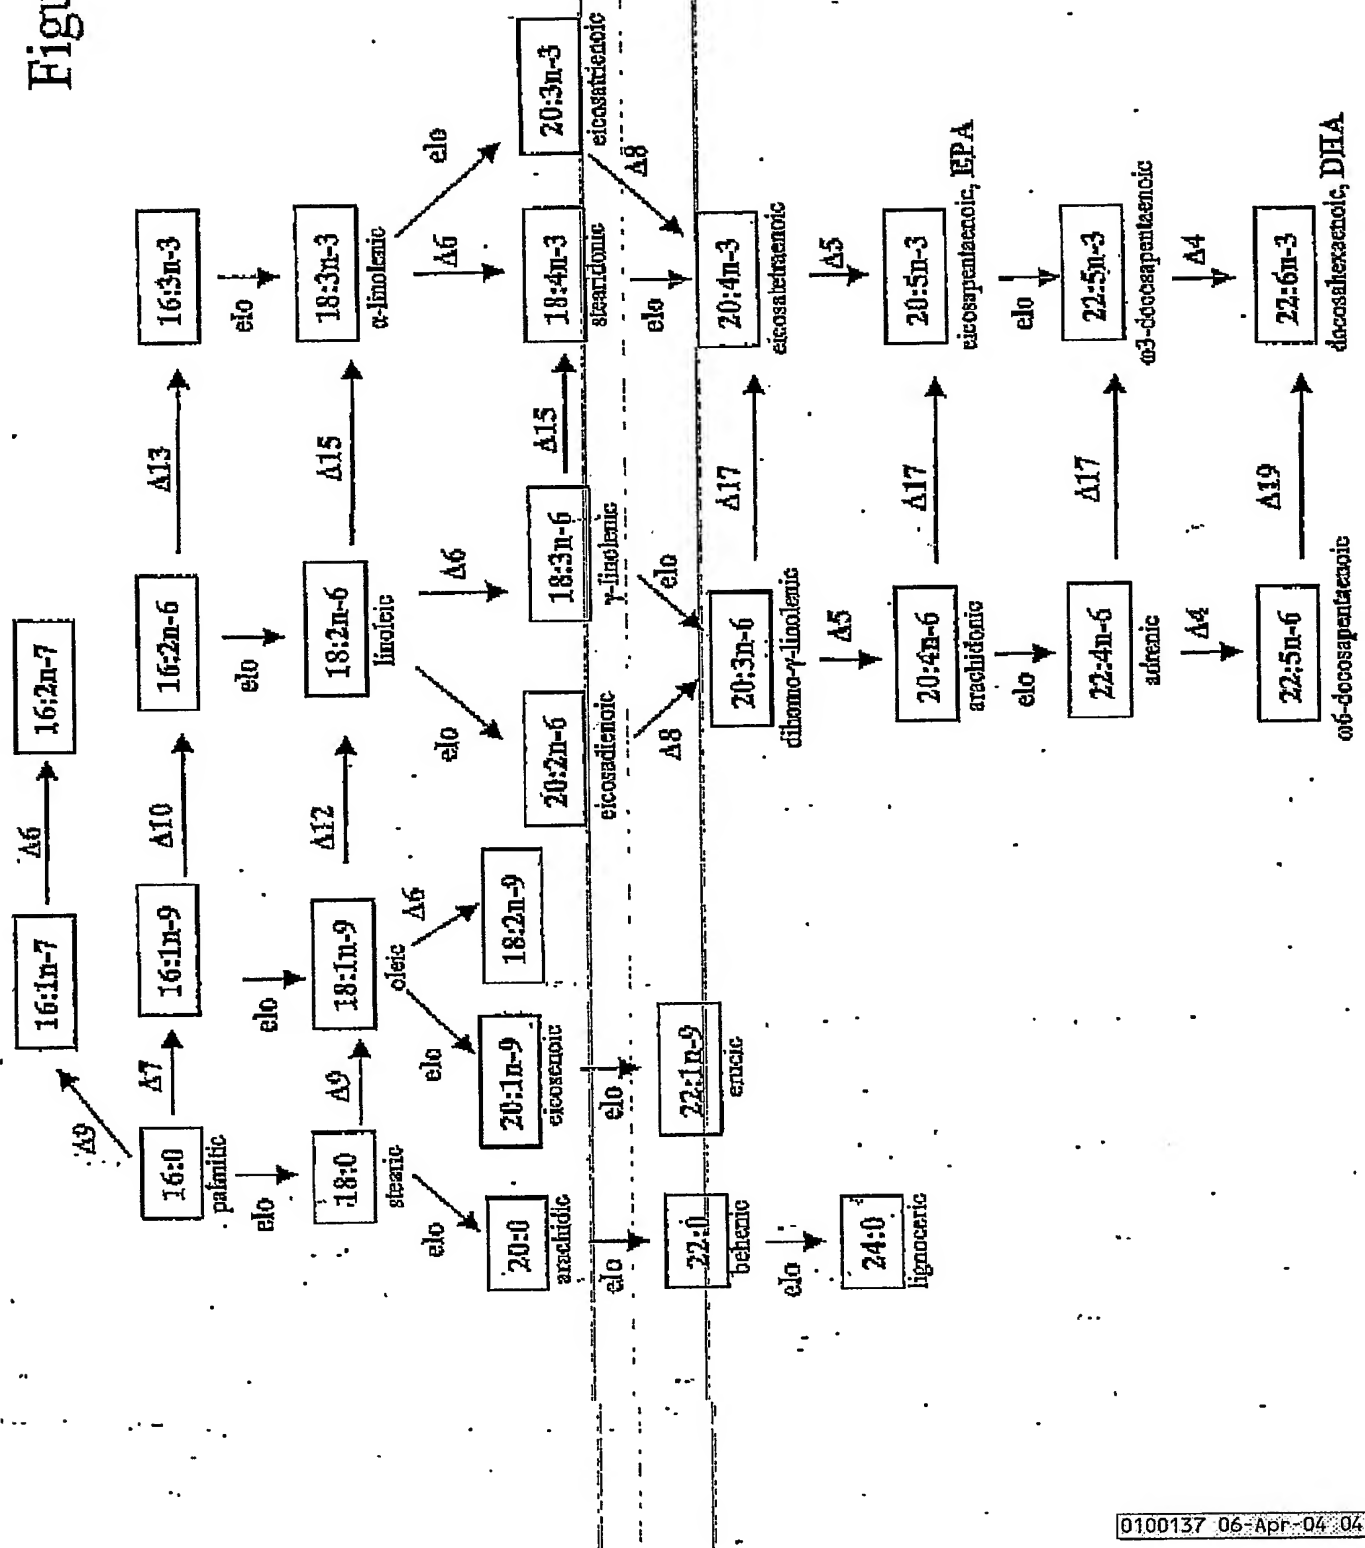 Figu
16:1n-7
Δ6
16:2n-7
Δ9
16:0
palmitic
Δ7
16:1n-9
Δ10
16:2n-6
Δ13
16:3n-3
elo
elo
elo
elo
18:0
stearic
Δ9
18:1n-9
oleic
Δ12
18:2n-6
linoleic
Δ15
18:3n-3
α-linolenic
elo
elo
Δ6
elo
Δ6
Δ6
elo
20:0
arachidic
20:1n-9
eicosenoic
18:2n-9
20:2n-6
eicosadienoic
18:3n-6
γ-linolenic
Δ15
18:4n-3
stearidonic
20:3n-3
eicosatrienoic
elo
elo
Δ8
elo
elo
Δ8
22:0
behenic
22:1n-9
erucic
20:3n-6
dihomo-γ-linolenic
Δ17
20:4n-3
eicosatetraenoic
elo
Δ5
Δ5
24:0
lignoceric
20:4n-6
arachidonic
Δ17
20:5n-3
eicosapentaenoic, EPA
elo
elo
22:4n-6
adrenic
Δ17
22:5n-3
ω3-docosapentaenoic
Δ4
Δ4
22:5n-6
ω6-docosapentaenoic
Δ19
22:6n-3
docosahexaenoic, DHA
0100137 06-Apr-04 04